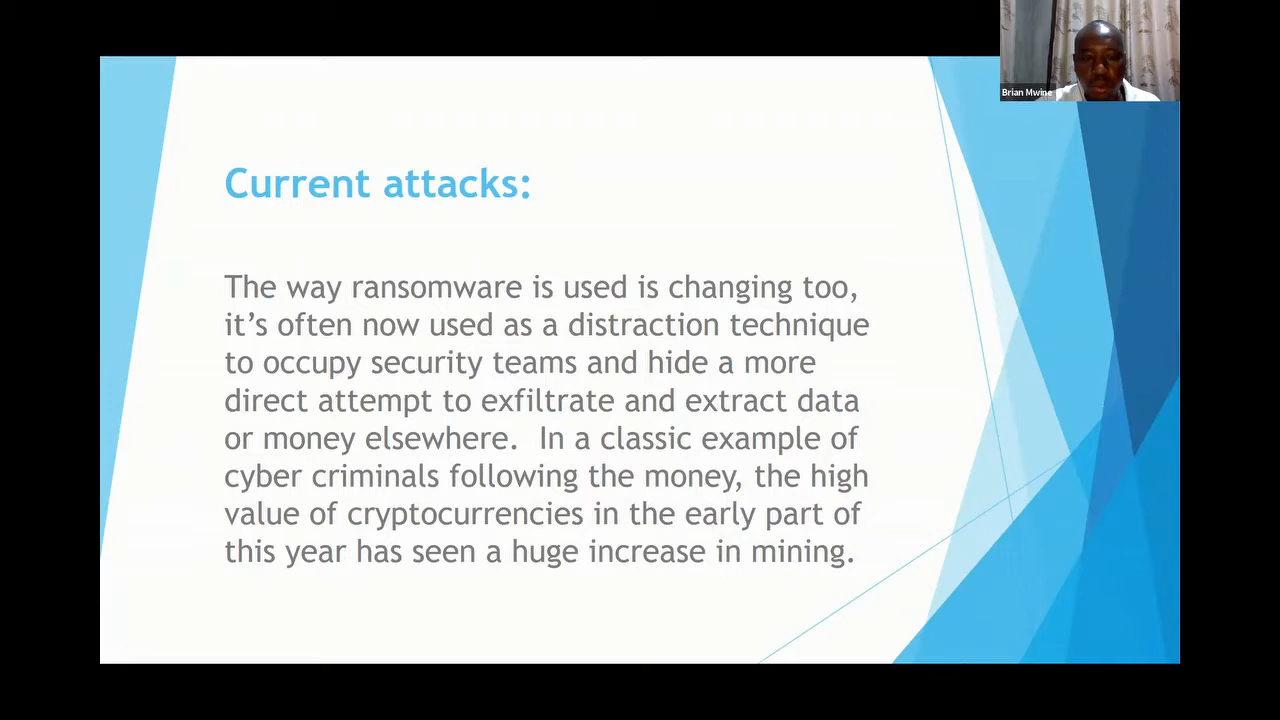 Brian Mwine
Current attacks:
The way ransomware is used is changing too,
it’s often now used as a distraction technique
to occupy security teams and hide a more
direct attempt to exfiltrate and extract data
or money elsewhere.  In a classic example of
cyber criminals following the money, the high
value of cryptocurrencies in the early part of
this year has seen a huge increase in mining.